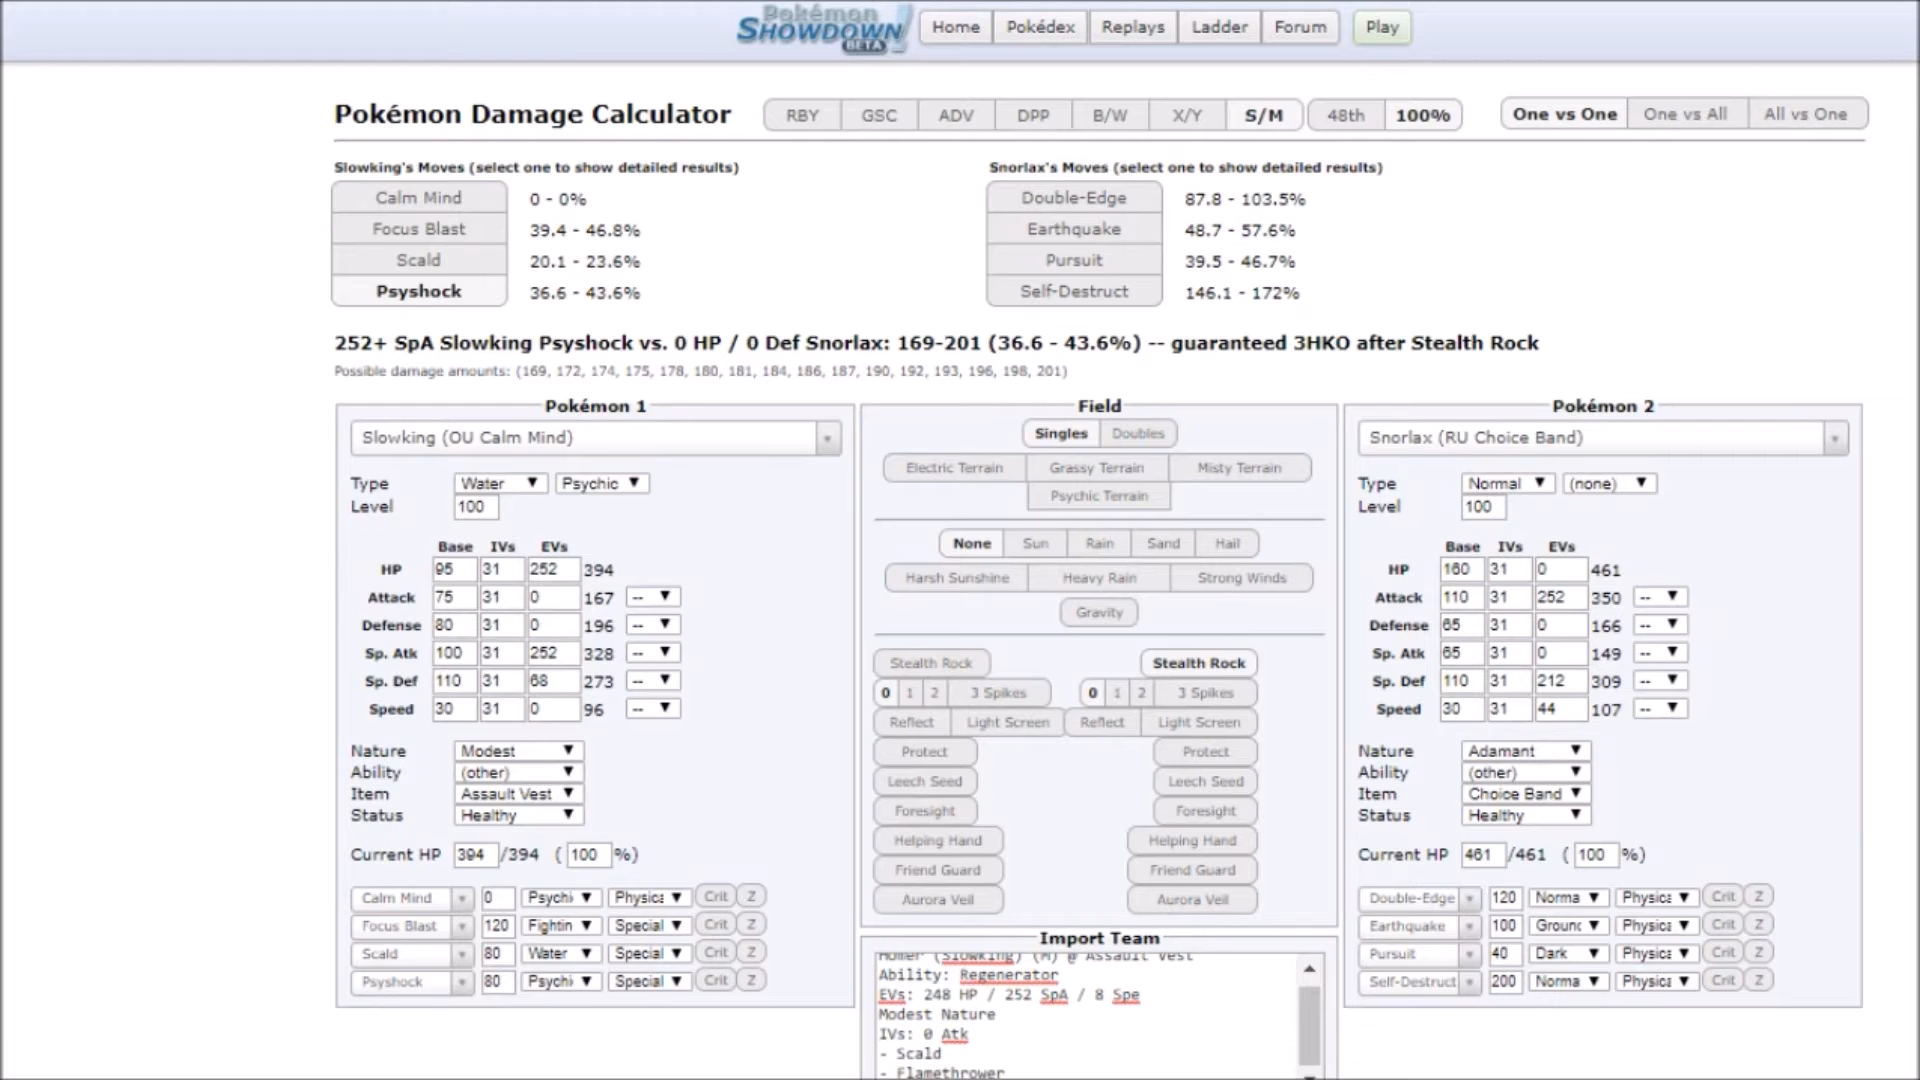 Pokémon SHOWDOWN! BETA Home Pokédex Replays Ladder Forum Play
Pokémon Damage Calculator RBY GSC ADV DPP B/W X/Y S/M 48th 100% One vs One One vs All All vs One
Slowking's Moves (select one to show detailed results) Snorlax's Moves (select one to show detailed results)
Calm Mind 0 - 0% Double-Edge 87.8 - 103.5%
Focus Blast 39.4 - 46.8% Earthquake 48.7 - 57.6%
Scald 20.1 - 23.6% Pursuit 39.5 - 46.7%
Psyshock 36.6 - 43.6% Self-Destruct 146.1 - 172%
252+ SpA Slowking Psyshock vs. 0 HP / 0 Def Snorlax: 169-201 (36.6 - 43.6%) -- guaranteed 3HKO after Stealth Rock
Possible damage amounts: (169, 172, 174, 175, 178, 180, 181, 184, 186, 187, 190, 192, 193, 196, 198, 201)
Pokémon 1
Slowking (OU Calm Mind)
Type Water Psychic
Level 100
Base IVs EVs
HP 95 31 252 394
Attack 75 31 0 167 --
Defense 80 31 0 196 --
Sp. Atk 100 31 252 328 --
Sp. Def 110 31 68 273 --
Speed 30 31 0 96 --
Nature Modest
Ability (other)
Item Assault Vest
Status Healthy
Current HP 394 /394 ( 100 %)
Calm Mind 0 Psychi Physica Crit Z
Focus Blast 120 Fightin Special Crit Z
Scald 80 Water Special Crit Z
Psyshock 80 Psychi Special Crit Z
Field
Singles Doubles
Electric Terrain Grassy Terrain Misty Terrain
Psychic Terrain
None Sun Rain Sand Hail
Harsh Sunshine Heavy Rain Strong Winds
Gravity
Stealth Rock Stealth Rock
0 1 2 3 Spikes 0 1 2 3 Spikes
Reflect Light Screen Reflect Light Screen
Protect Protect
Leech Seed Leech Seed
Foresight Foresight
Helping Hand Helping Hand
Friend Guard Friend Guard
Aurora Veil Aurora Veil
Import Team
Homer (Slowking) (M) @ Assault Vest
Ability: Regenerator
EVs: 248 HP / 252 SpA / 8 Spe
Modest Nature
IVs: 0 Atk
- Scald
- Flamethrower
Pokémon 2
Snorlax (RU Choice Band)
Type Normal (none)
Level 100
Base IVs EVs
HP 160 31 0 461
Attack 110 31 252 350 --
Defense 65 31 0 166 --
Sp. Atk 65 31 0 149 --
Sp. Def 110 31 212 309 --
Speed 30 31 44 107 --
Nature Adamant
Ability (other)
Item Choice Band
Status Healthy
Current HP 461 /461 ( 100 %)
Double-Edge 120 Norma Physica Crit Z
Earthquake 100 Grounc Physica Crit Z
Pursuit 40 Dark Physica Crit Z
Self-Destruct 200 Norma Physica Crit Z